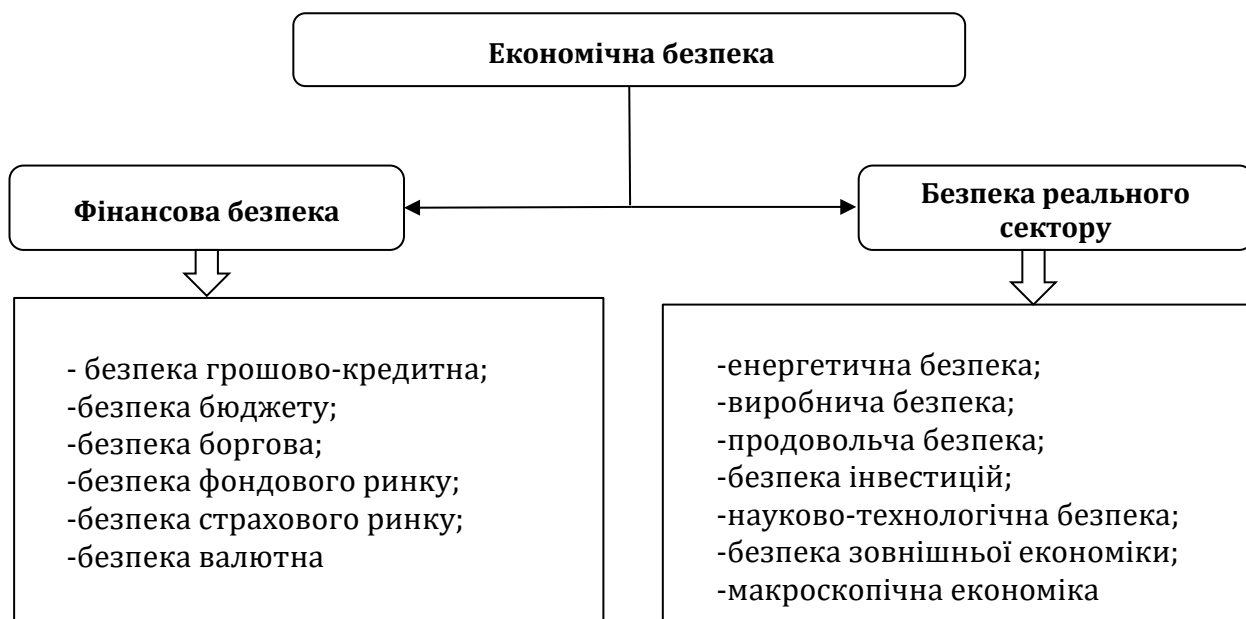 Економічна безпека
Фінансова безпека
Безпека реального
сектору
- безпека грошово-кредитна;
-безпека бюджету;
-безпека боргова;
-безпека фондового ринку;
-безпека страхового ринку;
-безпека валютна
-енергетична безпека;
-виробнича безпека;
-продовольча безпека;
-безпека інвестицій;
-науково-технологічна безпека;
-безпека зовнішньої економіки;
-макроскопічна економіка